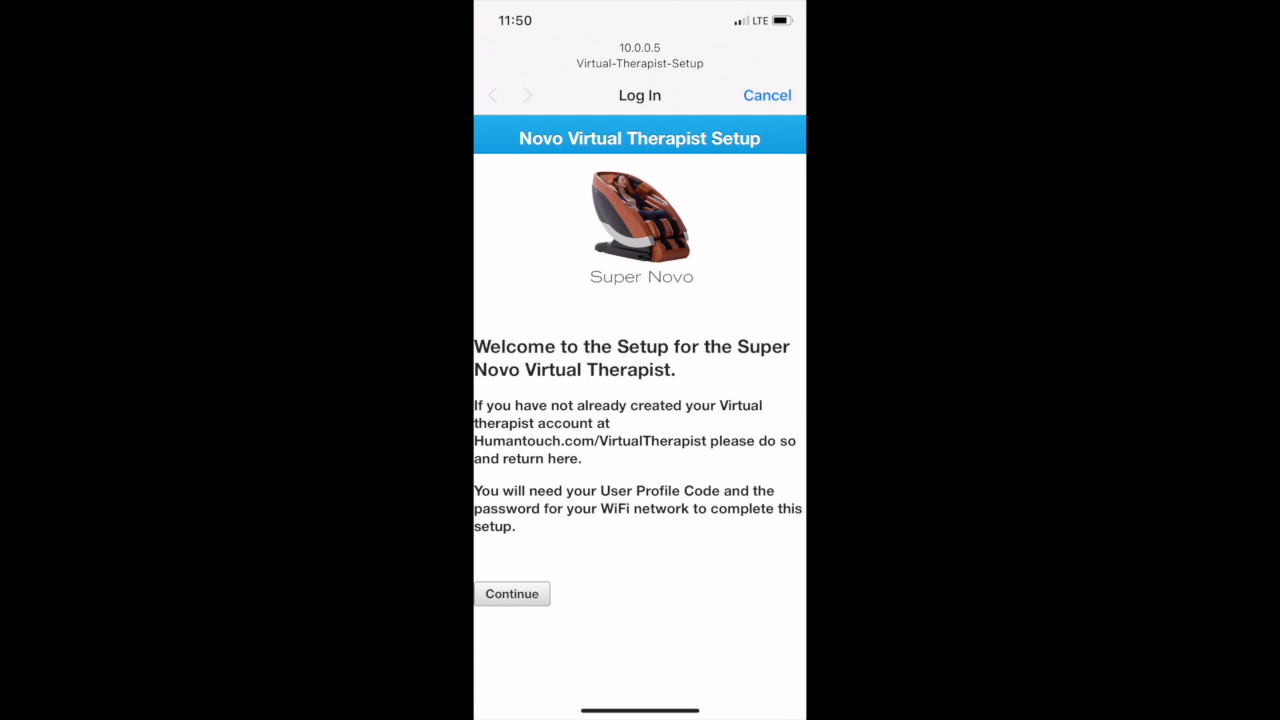 11:50
LTE
10.0.0.5
Virtual-Therapist-Setup
Log In
Cancel
Novo Virtual Therapist Setup
Super Novo
Welcome to the Setup for the Super
Novo Virtual Therapist.
If you have not already created your Virtual
therapist account at
Humantouch.com/VirtualTherapist please do so
and return here.
You will need your User Profile Code and the
password for your WiFi network to complete this
setup.
Continue